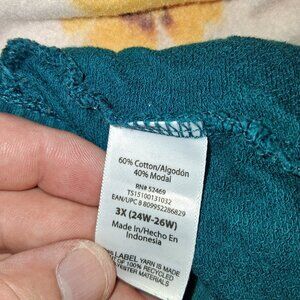 60% Cotton/Algodón
40% Modal
RN# 52469
TS15100131032
EAN/UPC 8 809952286829
3X (24W-26W)
Made In/Hecho En
Indonesia
LABEL YARN IS MADE
OF 100% RECYCLED
POLYESTER MATERIALS